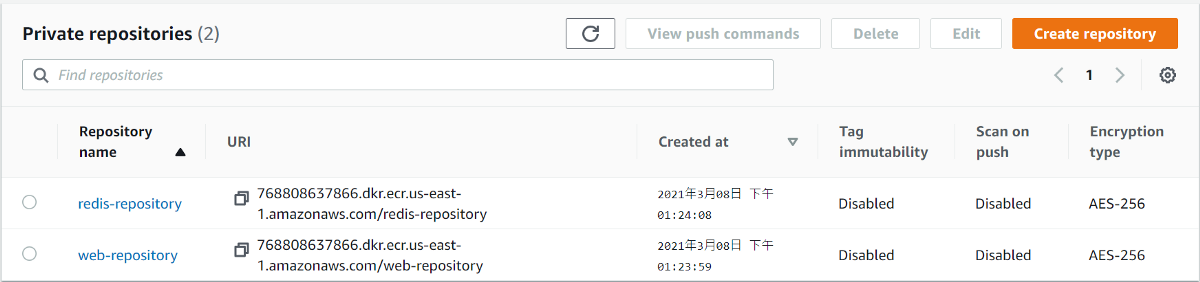 Private repositories (2)
View push commands
Delete
Edit
Create repository
Find repositories
1
Repository name
URI
Created at
Tag immutability
Scan on push
Encryption type
redis-repository
768808637866.dkr.ecr.us-east-
1.amazonaws.com/redis-repository
2021年3月08日 下午
01:24:08
Disabled
Disabled
AES-256
web-repository
768808637866.dkr.ecr.us-east-
1.amazonaws.com/web-repository
2021年3月08日 下午
01:23:59
Disabled
Disabled
AES-256